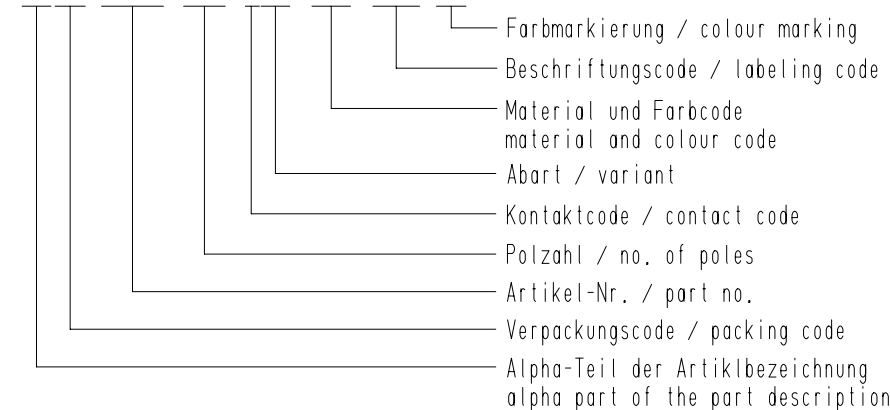 Farbmarkierung / colour marking
Beschriftungscode / labeling code
Material und Farbcode
material and colour code
Abart / variant
Kontaktcode / contact code
Polzahl / no. of poles
Artikel-Nr. / part no.
Verpackungscode / packing code
Alpha-Teil der Artiklbezeichnung
alpha part of the part description